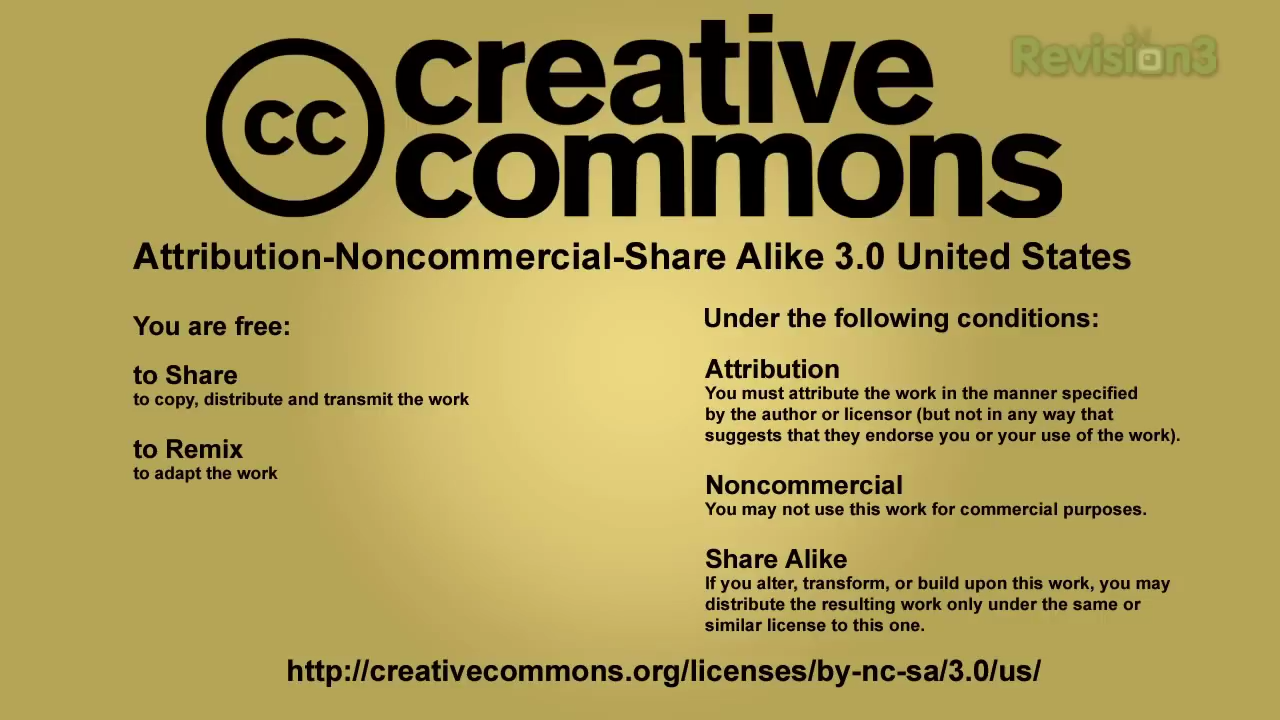 Revision3
cc creative
commons
Attribution-Noncommercial-Share Alike 3.0 United States
You are free:
to Share
to copy, distribute and transmit the work
to Remix
to adapt the work
Under the following conditions:
Attribution
You must attribute the work in the manner specified
by the author or licensor (but not in any way that
suggests that they endorse you or your use of the work).
Noncommercial
You may not use this work for commercial purposes.
Share Alike
If you alter, transform, or build upon this work, you may
distribute the resulting work only under the same or
similar license to this one.
http://creativecommons.org/licenses/by-nc-sa/3.0/us/